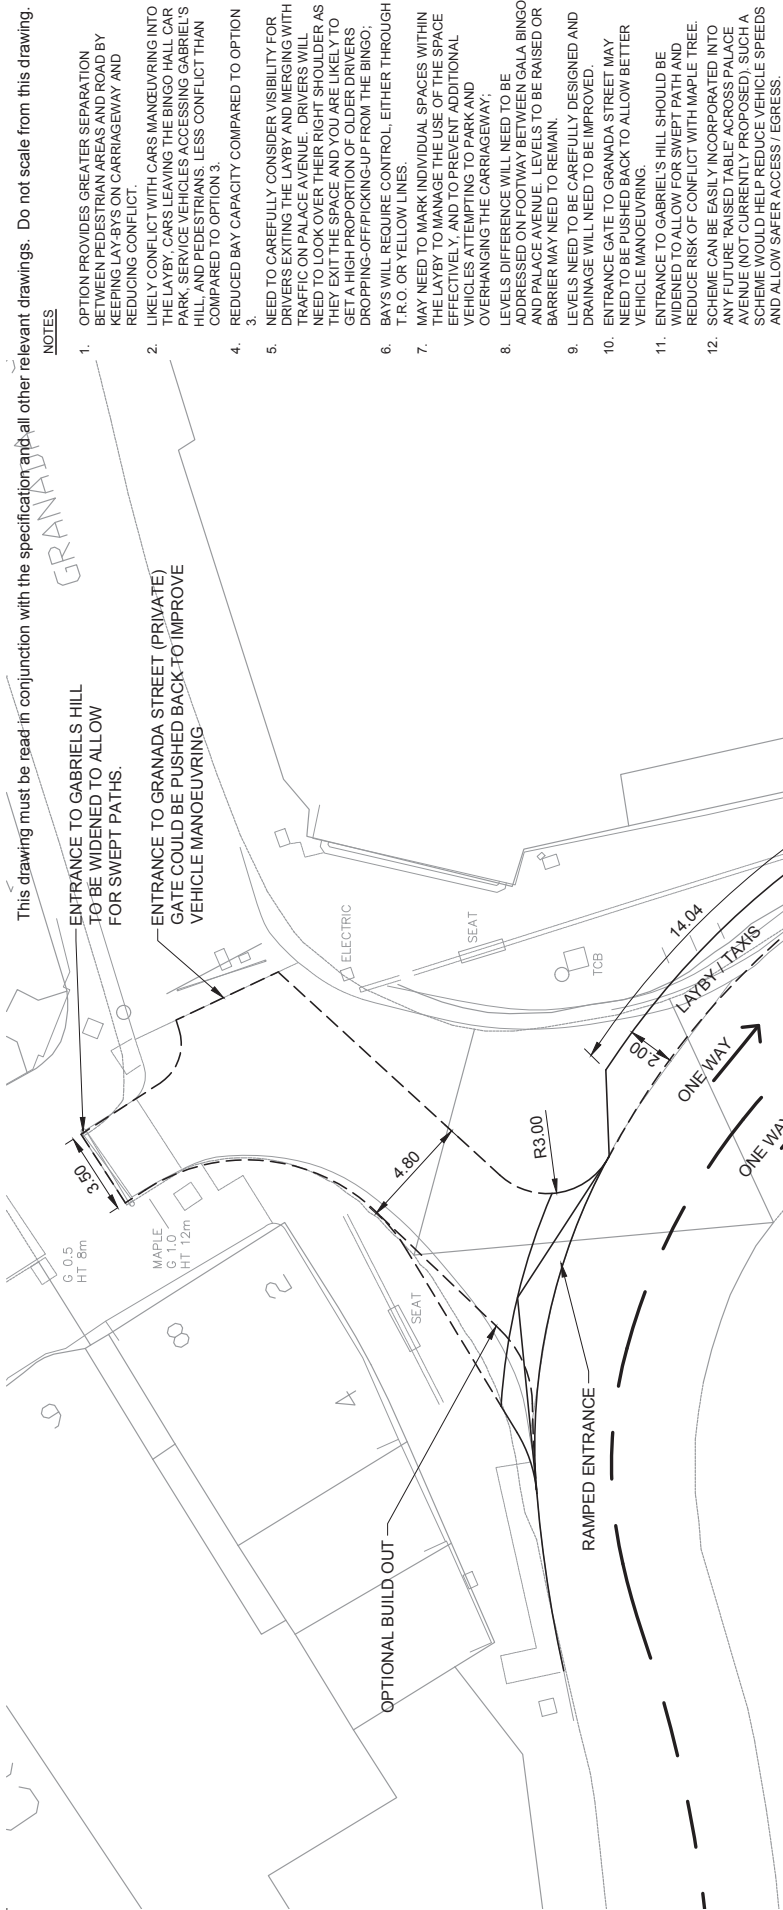 This drawing must be read in conjunction with the specification and all other relevant drawings. Do not scale from this drawing.
NOTES
1. OPTION PROVIDES GREATER SEPARATION
BETWEEN PEDESTRIAN AREAS AND ROAD BY
KEEPING LAY-BYS ON CARRIAGEWAY AND
REDUCING CONFLICT.
2. LIKELY CONFLICT WITH CARS MANŒUVRING INTO
THE LAYBY, CARS LEAVING THE BINGO HALL CAR
PARK, SERVICE VEHICLES ACCESSING GABRIEL'S
HILL, AND PEDESTRIANS. LESS CONFLICT THAN
COMPARED TO OPTION 3.
4. REDUCED BAY CAPACITY COMPARED TO OPTION
3.
5. NEED TO CAREFULLY CONSIDER VISIBILITY FOR
DRIVERS EXITING THE LAYBY AND MERGING WITH
TRAFFIC ON PALACE AVENUE. DRIVERS WILL
NEED TO LOOK OVER THEIR RIGHT SHOULDER AS
THEY EXIT THE SPACE AND YOU ARE LIKELY TO
GET A HIGH PROPORTION OF OLDER DRIVERS
DROPPING-OFF/PICKING-UP FROM THE BINGO;
6. BAYS WILL REQUIRE CONTROL, EITHER THROUGH
T.R.O. OR YELLOW LINES.
7. MAY NEED TO MARK INDIVIDUAL SPACES WITHIN
THE LAYBY TO MANAGE THE USE OF THE SPACE
EFFECTIVELY, AND TO PREVENT ADDITIONAL
VEHICLES ATTEMPTING TO PARK AND
OVERHANGING THE CARRIAGEWAY;
8. LEVELS DIFFERENCE WILL NEED TO BE
ADDRESSED ON FOOTWAY BETWEEN GALA BINGO
AND PALACE AVENUE. LEVELS TO BE RAISED OR
BARRIER MAY NEED TO REMAIN.
9. LEVELS NEED TO BE CAREFULLY DESIGNED AND
DRAINAGE WILL NEED TO BE IMPROVED.
10. ENTRANCE GATE TO GRANADA STREET MAY
NEED TO BE PUSHED BACK TO ALLOW BETTER
VEHICLE MANOEUVRING.
11. ENTRANCE TO GABRIEL'S HILL SHOULD BE
WIDENED TO ALLOW FOR SWEPT PATH AND
REDUCE RISK OF CONFLICT WITH MAPLE TREE.
12. SCHEME CAN BE EASILY INCORPORATED INTO
ANY FUTURE 'RAISED TABLE' ACROSS PALACE
AVENUE (NOT CURRENTLY PROPOSED). SUCH A
SCHEME WOULD HELP REDUCE VEHICLE SPEEDS
AND ALLOW SAFER ACCESS / EGRESS.
GRANADA
ENTRANCE TO GABRIELS HILL
TO BE WIDENED TO ALLOW
FOR SWEPT PATHS.
ENTRANCE TO GRANADA STREET (PRIVATE)
GATE COULD BE PUSHED BACK TO IMPROVE
VEHICLE MANOEUVRING
ELECTRIC
SEAT
TCB
14.04
LAYBY / TAXIS
2.00
ONE WAY
ONE WAY
R3.00
4.80
3.50
G 0.5
HT 8m
MAPLE
G 1.0
HT 12m
SEAT
2
8
4
9
OPTIONAL BUILD OUT
RAMPED ENTRANCE